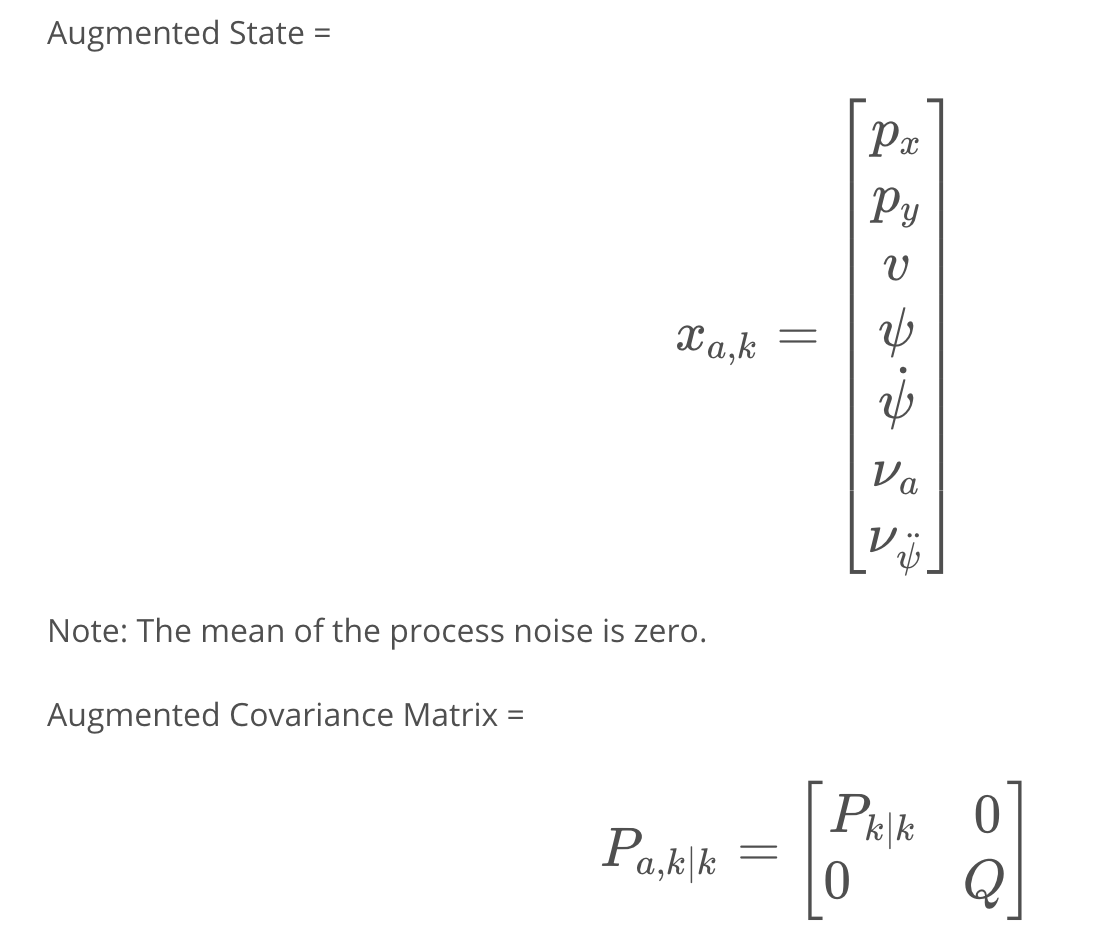 Augmented State =
x_{a,k} = \begin{bmatrix} p_x \\ p_y \\ v \\ \psi \\ \dot{\psi} \\ \nu_a \\ \nu_{\ddot{\psi}} \end{bmatrix}
Note: The mean of the process noise is zero.
Augmented Covariance Matrix =
P_{a,k|k} = \begin{bmatrix} P_{k|k} & 0 \\ 0 & Q \end{bmatrix}